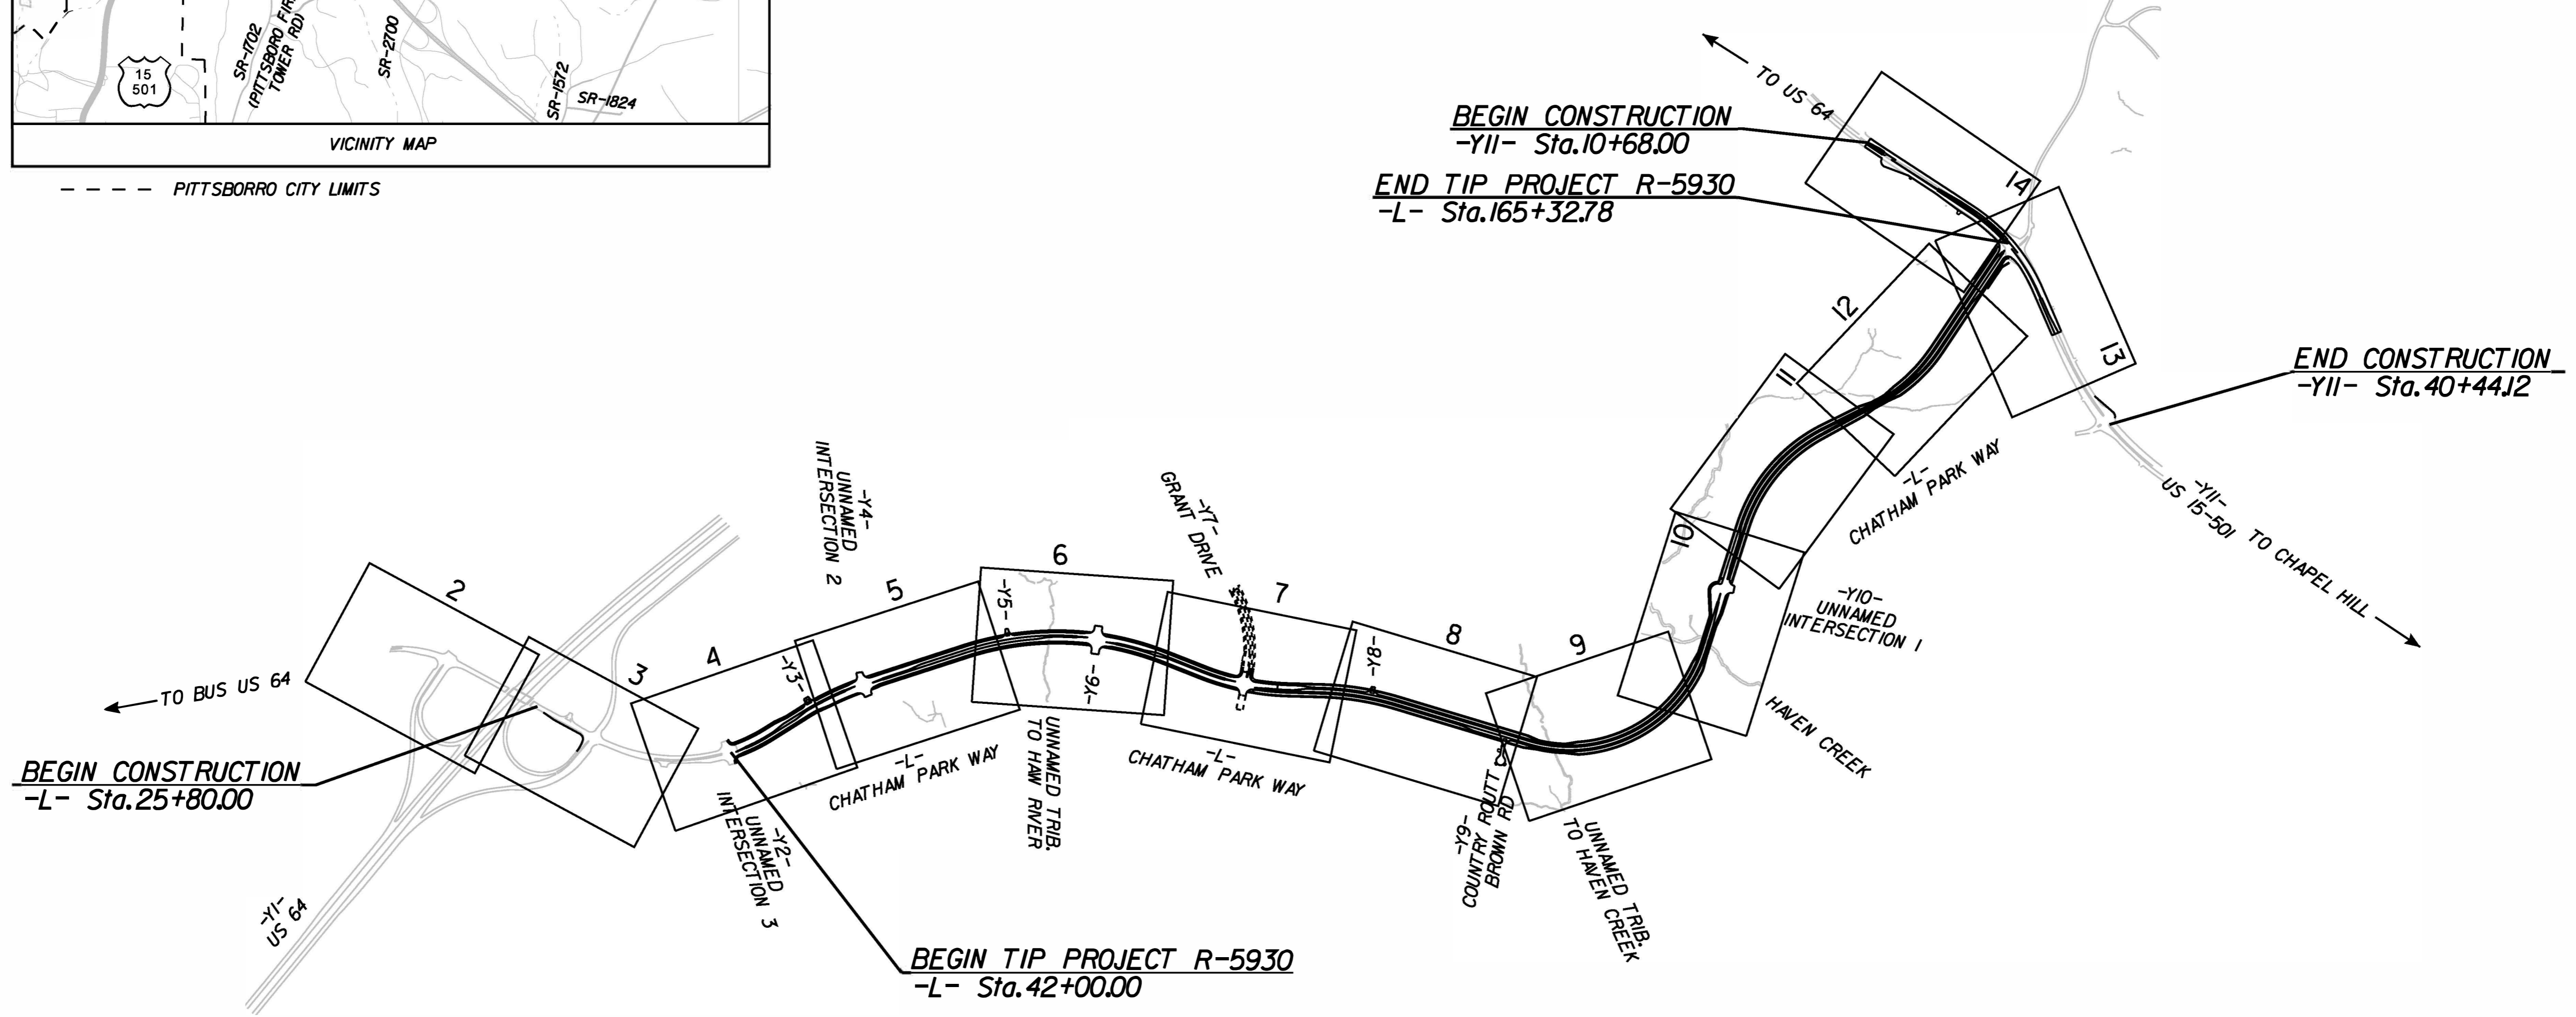 SR-1702
(PITTSBORO FIR
TOWER RD)
SR-2700
SR-1572
SR-1824
15
501
VICINITY MAP
PITTSBORRO CITY LIMITS
TO US 64
BEGIN CONSTRUCTION
-Y11- Sta.10+68.00
END TIP PROJECT R-5930
-L- Sta.165+32.78
14
13
12
11
10
END CONSTRUCTION
-Y11- Sta.40+44.12
-L-
CHATHAM PARK WAY
-Y11-
US 15-501
TO CHAPEL HILL
-Y10-
UNNAMED
INTERSECTION 1
HAVEN CREEK
-Y4-
UNNAMED
INTERSECTION 2
-Y7-
GRANT DRIVE
2
3
4
5
6
7
8
9
-Y3-
-Y5-
-Y6-
-Y8-
TO BUS US 64
BEGIN CONSTRUCTION
-L- Sta.25+80.00
-L-
CHATHAM PARK WAY
UNNAMED TRIB.
TO HAW RIVER
-L-
CHATHAM PARK WAY
-Y9-
COUNTRY ROUTT
BROWN RD
UNNAMED TRIB.
TO HAVEN CREEK
-Y2-
UNNAMED
INTERSECTION 3
-Y1-
US 64
BEGIN TIP PROJECT R-5930
-L- Sta.42+00.00